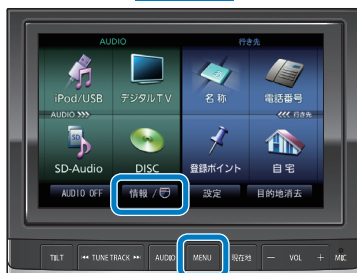 AUDIO 行き先
iPod/USB デジタルTV 名称 電話番号
AUDIO >>> <<< 行き先
SD-Audio DISC 登録ポイント 自宅
AUDIO OFF 情報 / 設定 目的地消去
TILT |◀◀ TUNE TRACK ▶▶| AUDIO MENU 現在地 − VOL + MIC